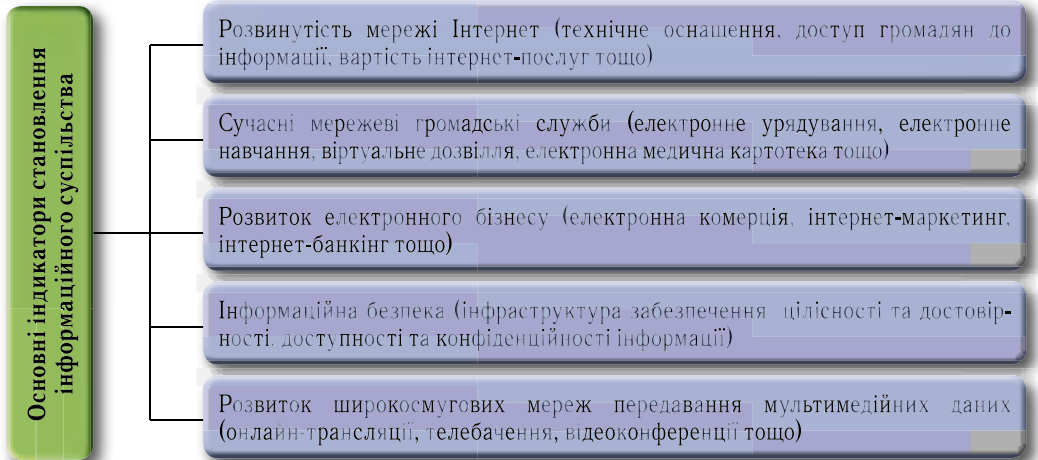 Основні індикатори становлення
інформаційного суспільства
Розвинутість мережі Інтернет (технічне оснащення, доступ громадян до
інформації, вартість інтернет-послуг тощо)
Сучасні мережеві громадські служби (електронне урядування, електронне
навчання, віртуальне дозвілля, електронна медична картотека тощо)
Розвиток електронного бізнесу (електронна комерція, інтернет-маркетинг,
інтернет-банкінг тощо)
Інформаційна безпека (інфраструктура забезпечення цілісності та достовір-
ності, доступності та конфіденційності інформації)
Розвиток широкосмугових мереж передавання мультимедійних даних
(онлайн-трансляції, телебачення, відеоконференції тощо)